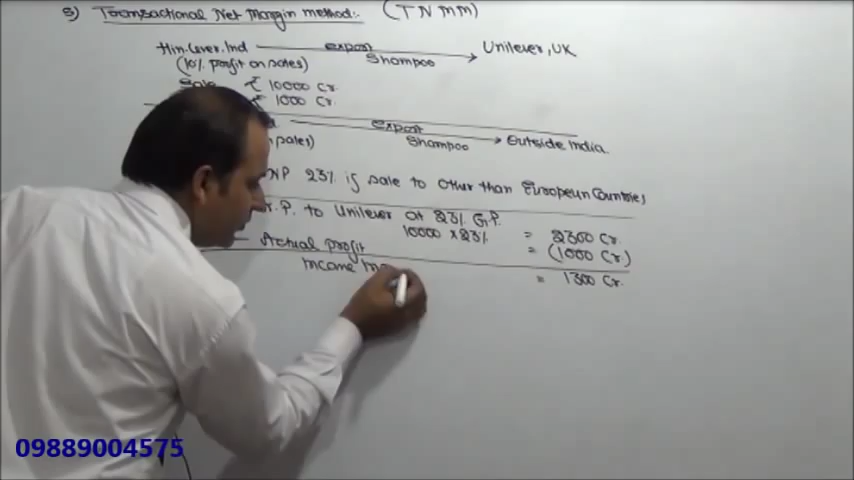 5) Transactional Net Margin method:- (TNMM)
Hin. Lever. Ind export Unilever, UK
(10% profit on sales) Shampoo
Sale ₹ 10000 Cr.
₹ 1000 Cr.
export
sales) Shampoo Outside India.
NP 23% is sale to other than European Countries
G.P. to Unilever at 23% G.P.
10000 x 23% = 2300 Cr.
Actual profit = (1000 Cr.)
Income = 1300 Cr.
09889004575